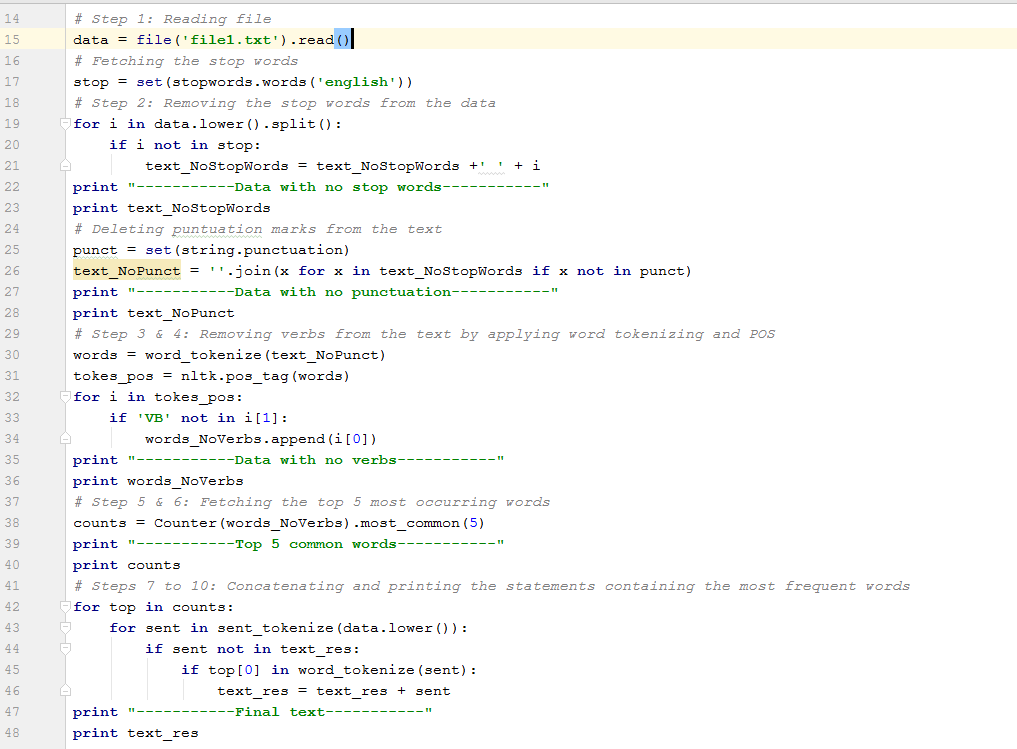 14 # Step 1: Reading file
15 data = file('file1.txt').read()
16 # Fetching the stop words
17 stop = set(stopwords.words('english'))
18 # Step 2: Removing the stop words from the data
19 for i in data.lower().split():
20     if i not in stop:
21         text_NoStopWords = text_NoStopWords +' ' + i
22 print "-----------Data with no stop words-----------"
23 print text_NoStopWords
24 # Deleting puntuation marks from the text
25 punct = set(string.punctuation)
26 text_NoPunct = ''.join(x for x in text_NoStopWords if x not in punct)
27 print "-----------Data with no punctuation-----------"
28 print text_NoPunct
29 # Step 3 & 4: Removing verbs from the text by applying word tokenizing and POS
30 words = word_tokenize(text_NoPunct)
31 tokes_pos = nltk.pos_tag(words)
32 for i in tokes_pos:
33     if 'VB' not in i[1]:
34         words_NoVerbs.append(i[0])
35 print "-----------Data with no verbs-----------"
36 print words_NoVerbs
37 # Step 5 & 6: Fetching the top 5 most occurring words
38 counts = Counter(words_NoVerbs).most_common(5)
39 print "-----------Top 5 common words-----------"
40 print counts
41 # Steps 7 to 10: Concatenating and printing the statements containing the most frequent words
42 for top in counts:
43     for sent in sent_tokenize(data.lower()):
44         if sent not in text_res:
45             if top[0] in word_tokenize(sent):
46                 text_res = text_res + sent
47 print "-----------Final text-----------"
48 print text_res